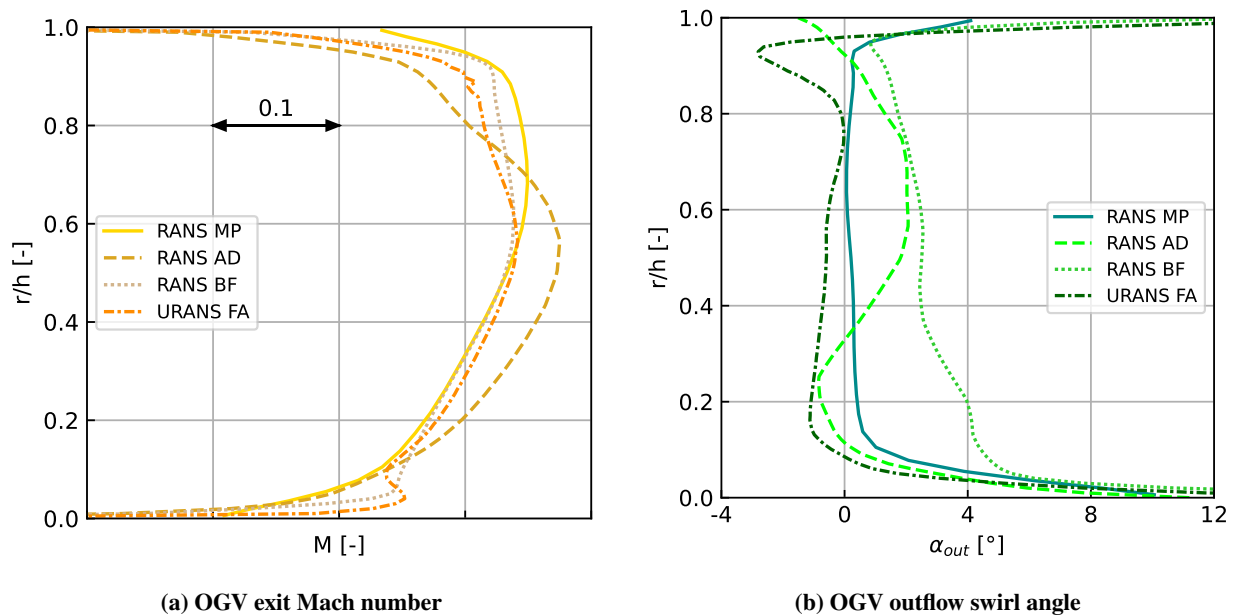 1.0
0.8
0.6
0.4
0.2
0.0
r/h [-]
0.1
RANS MP
RANS AD
RANS BF
URANS FA
M [-]
(a) OGV exit Mach number
1.0
0.8
0.6
0.4
0.2
0.0
r/h [-]
RANS MP
RANS AD
RANS BF
URANS FA
-4 0 4 8 12
α_out [°]
(b) OGV outflow swirl angle